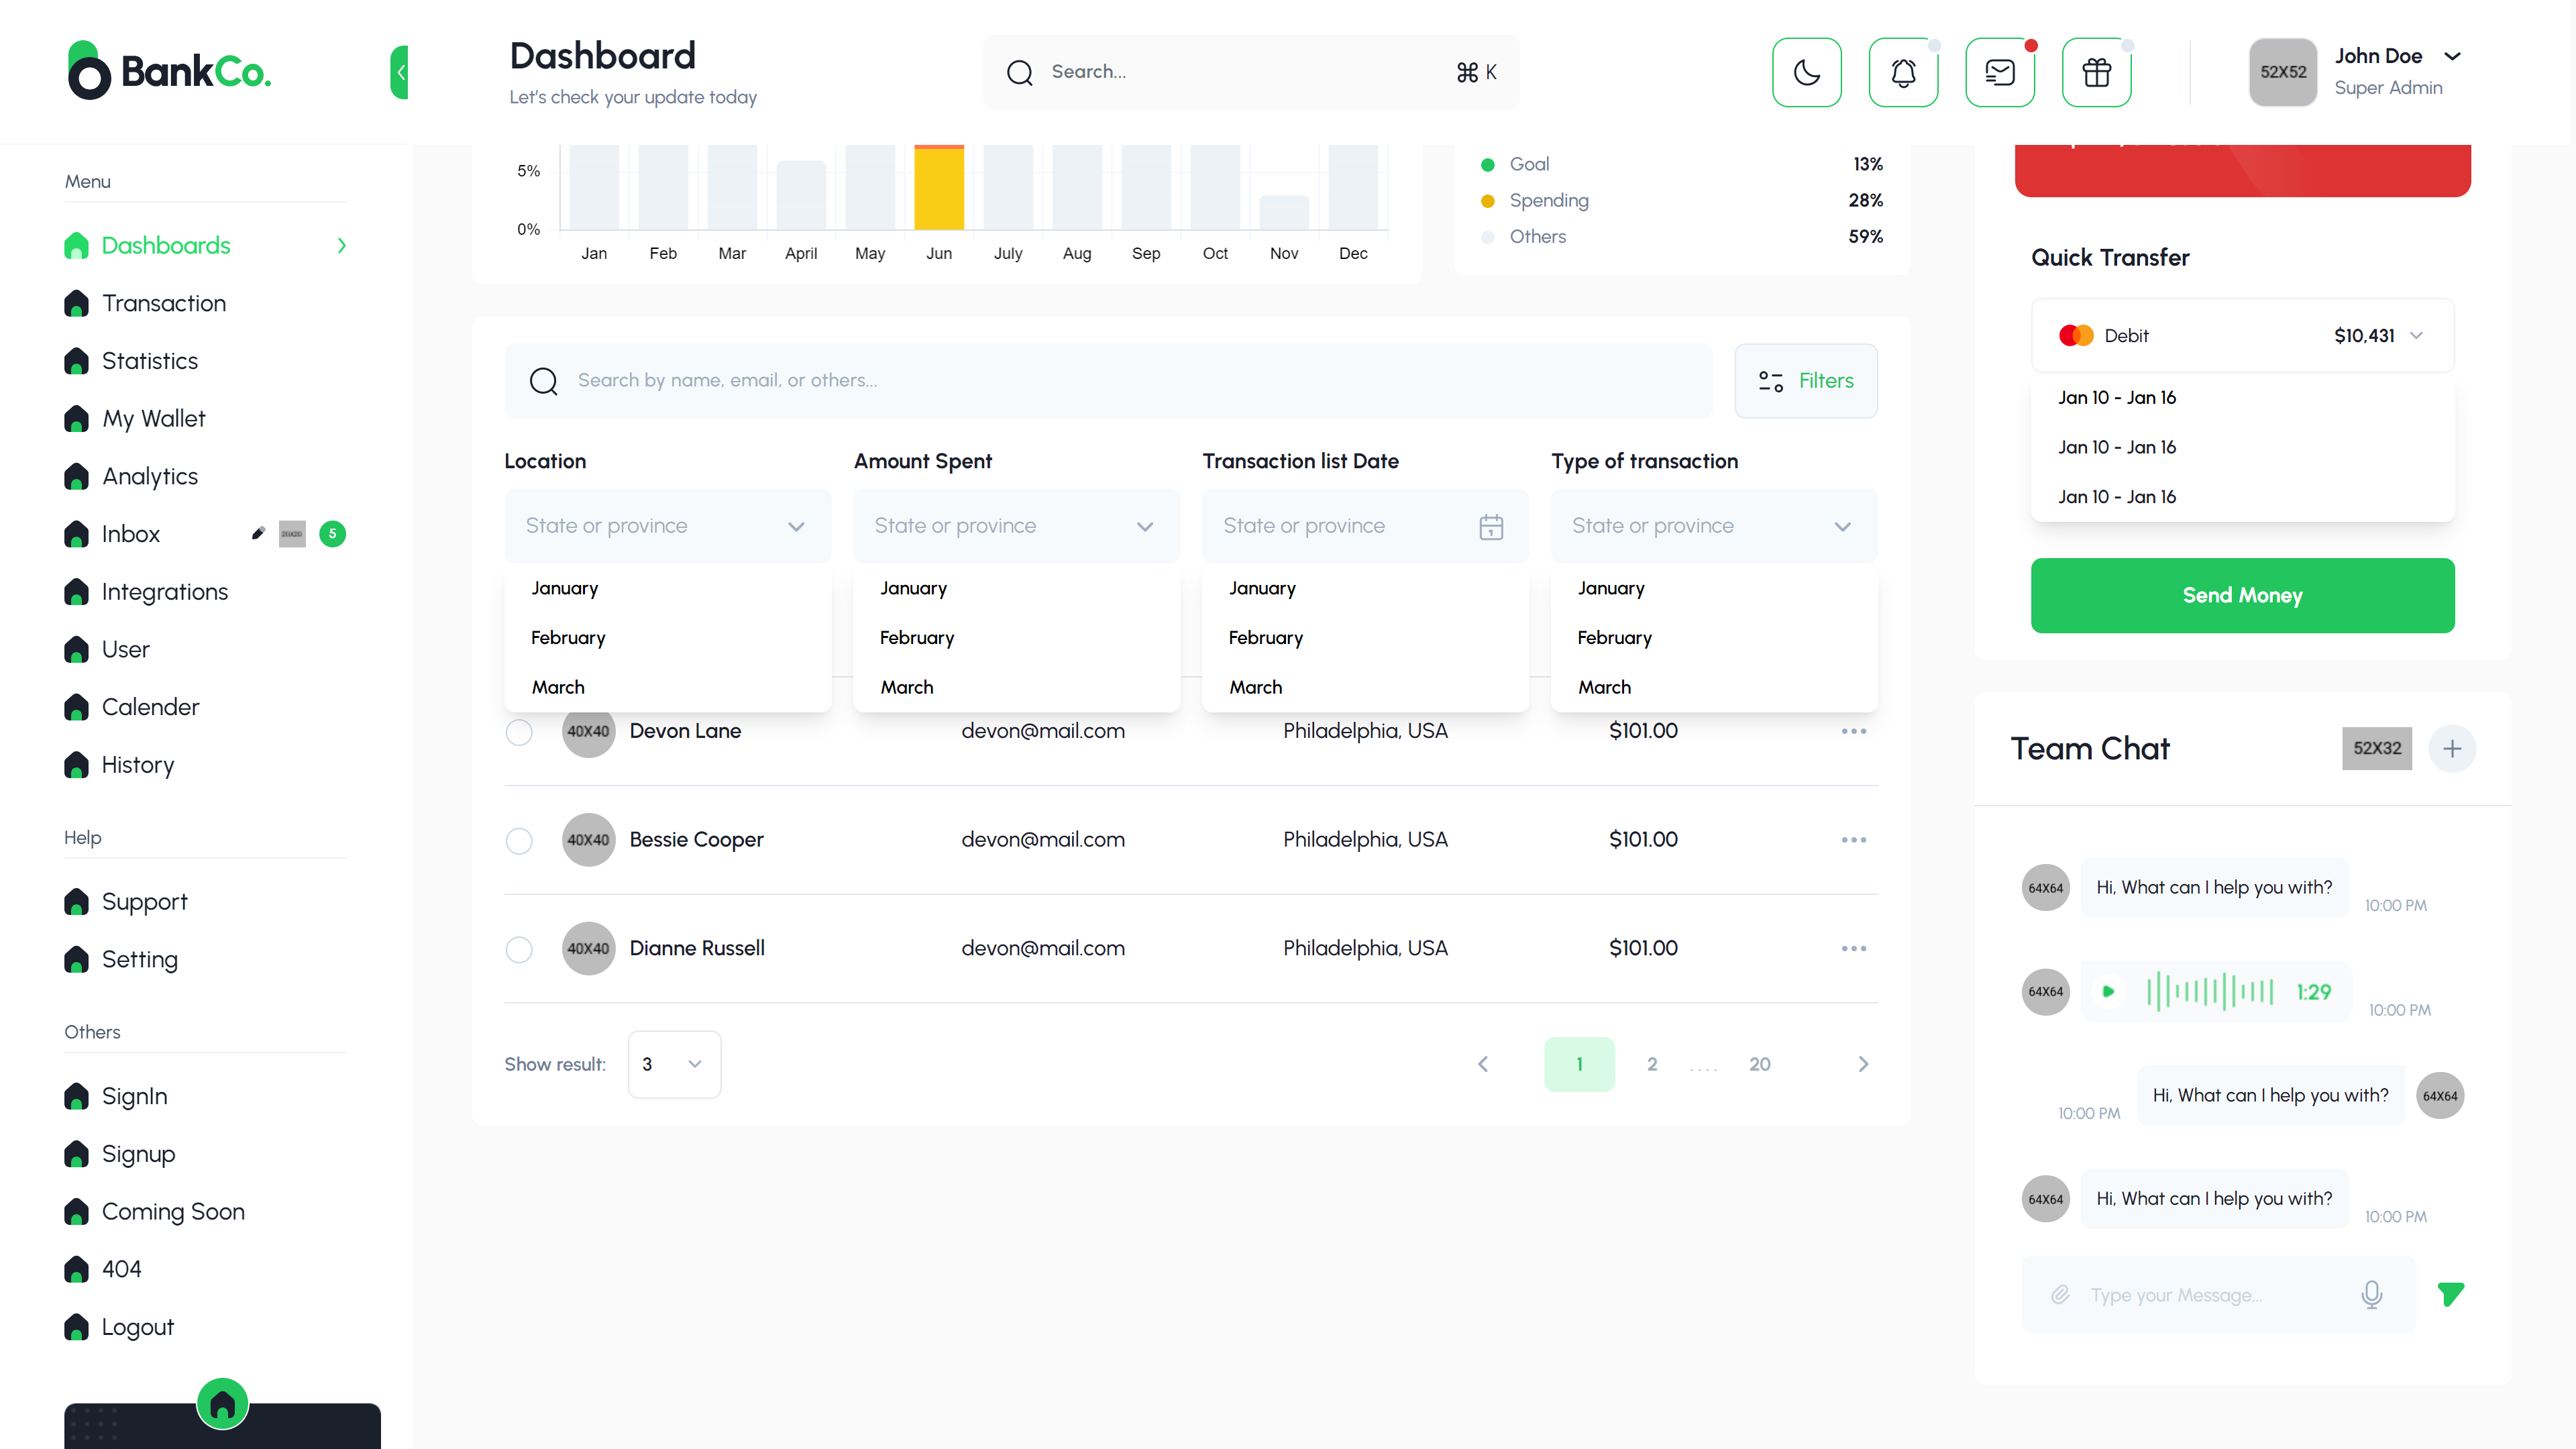 BankCo.
Dashboard
Let's check your update today
Search...
⌘ K
52X52
John Doe
Super Admin
Menu
Dashboards
Transaction
Statistics
My Wallet
Analytics
Inbox
20x20
5
Integrations
User
Calender
History
Help
Support
Setting
Others
SignIn
Signup
Coming Soon
404
Logout
5%
0%
Jan Feb Mar April May Jun July Aug Sep Oct Nov Dec
Goal 13%
Spending 28%
Others 59%
Search by name, email, or others...
Filters
Location Amount Spent Transaction list Date Type of transaction
State or province State or province State or province State or province
January January January January
February February February February
March March March March
40X40 Devon Lane devon@mail.com Philadelphia, USA $101.00
40X40 Bessie Cooper devon@mail.com Philadelphia, USA $101.00
40X40 Dianne Russell devon@mail.com Philadelphia, USA $101.00
Show result: 3
1 2 .... 20
Quick Transfer
Debit $10,431
Jan 10 - Jan 16
Jan 10 - Jan 16
Jan 10 - Jan 16
Send Money
Team Chat
52X32
64X64 Hi, What can I help you with? 10:00 PM
64X64 1:29 10:00 PM
10:00 PM Hi, What can I help you with? 64X64
64X64 Hi, What can I help you with? 10:00 PM
Type your Message...